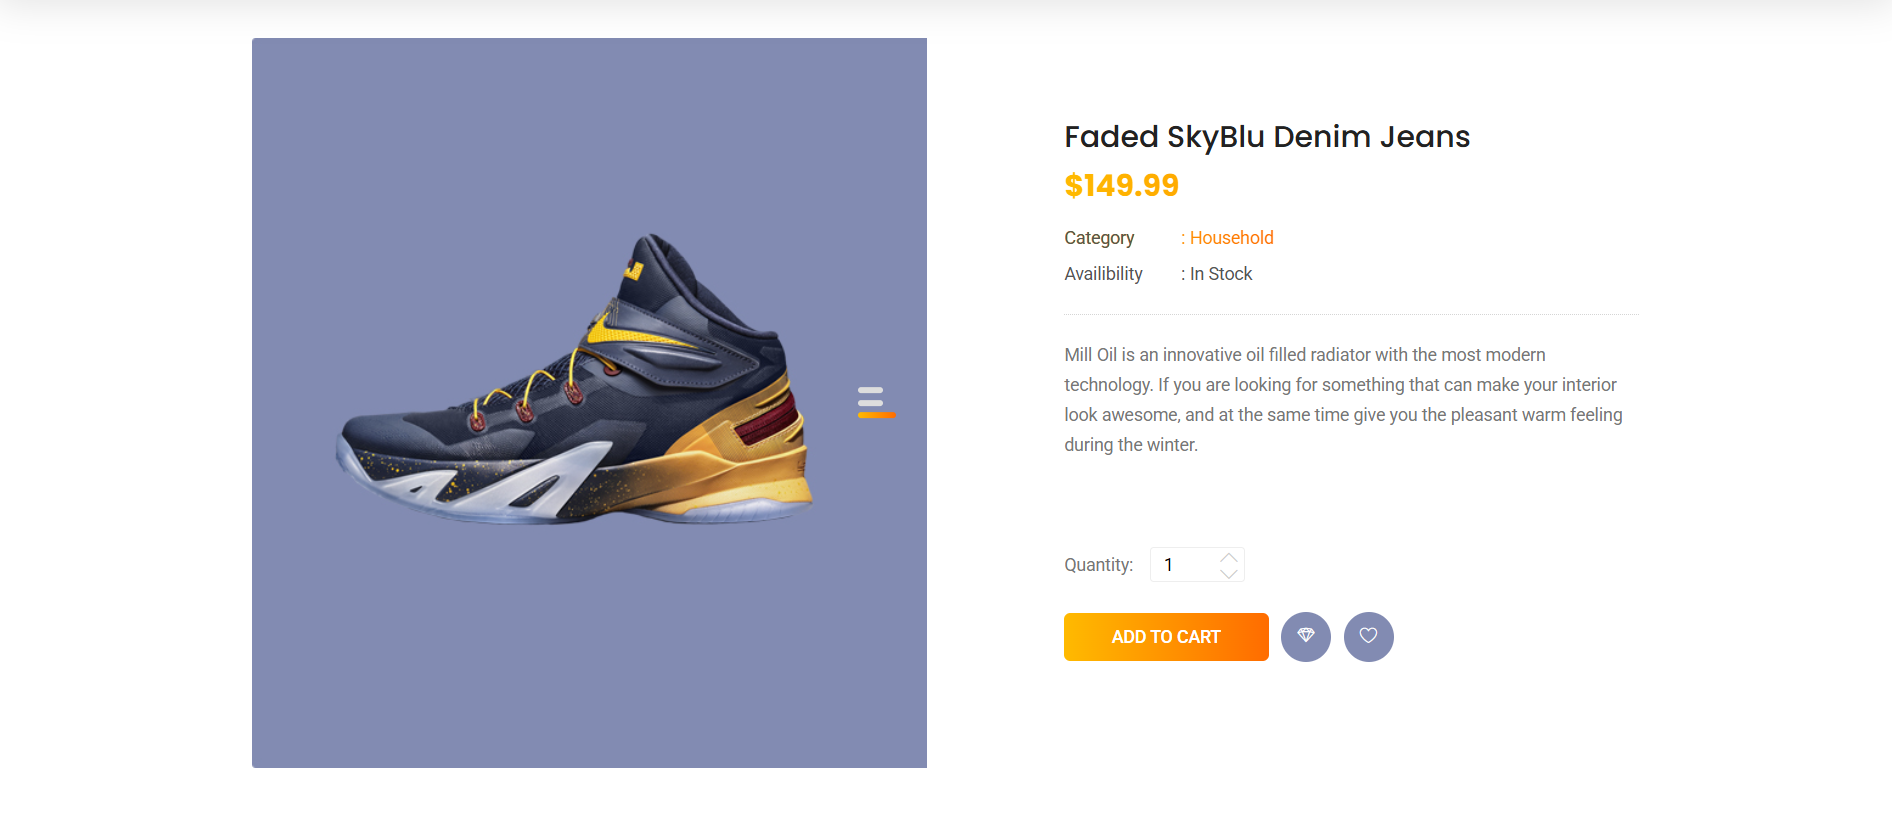 Faded SkyBlu Denim Jeans
$149.99
Category : Household
Availibility : In Stock
Mill Oil is an innovative oil filled radiator with the most modern
technology. If you are looking for something that can make your interior
look awesome, and at the same time give you the pleasant warm feeling
during the winter.
Quantity: 1
ADD TO CART